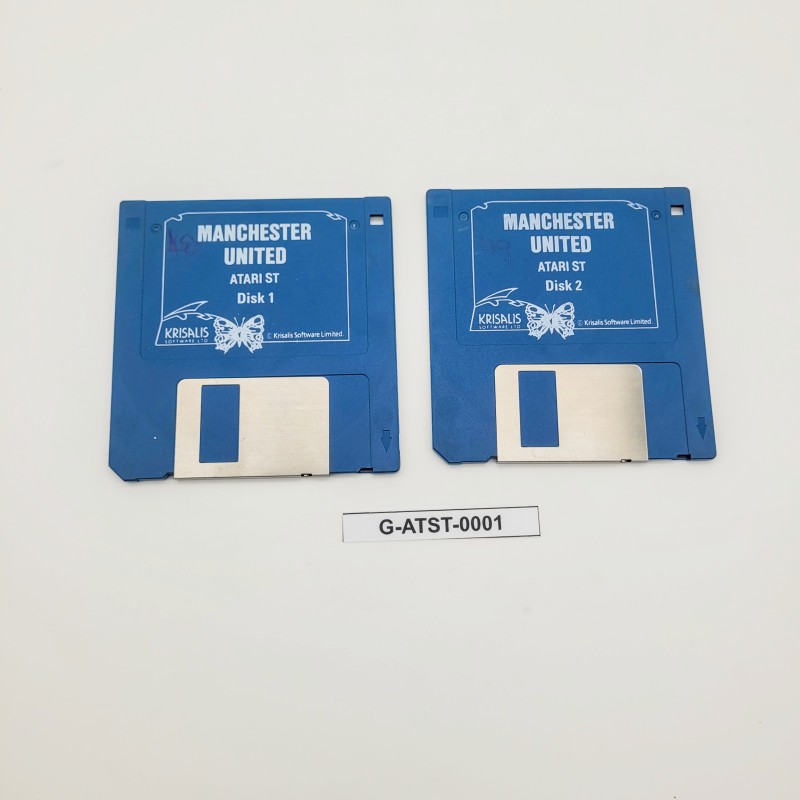 MANCHESTER
UNITED
ATARI ST
Disk 1
KRISALIS
SOFTWARE LTD
© Krisalis Software Limited.
MANCHESTER
UNITED
ATARI ST
Disk 2
KRISALIS
SOFTWARE LTD
© Krisalis Software Limited.
G-ATST-0001